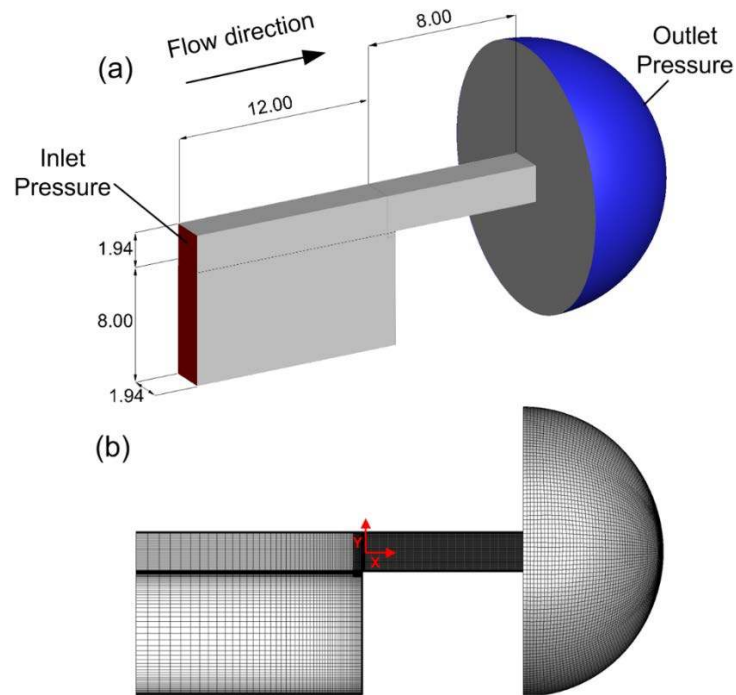 (a)
Flow direction
8.00
Outlet
Pressure
12.00
Inlet
Pressure
1.94
8.00
1.94
(b)
Y
X